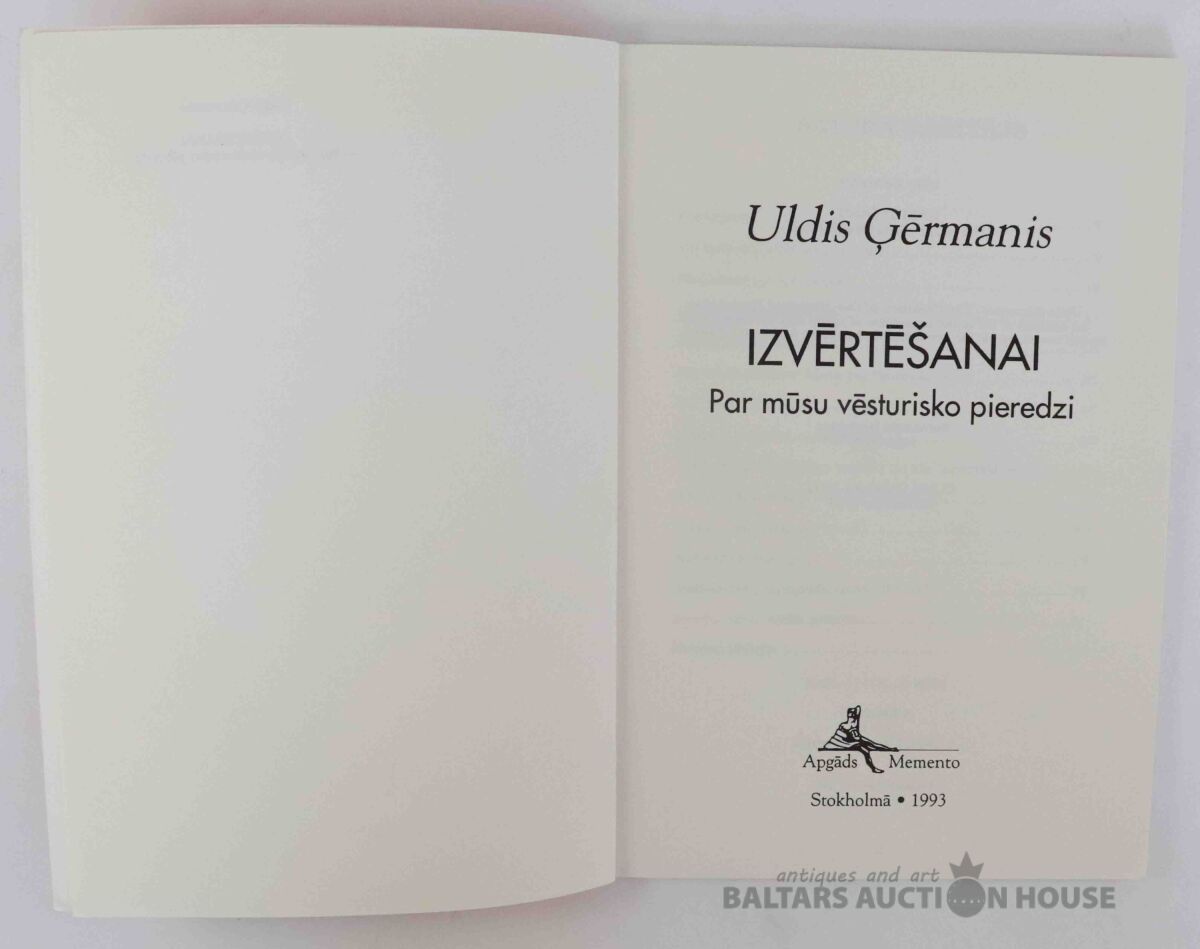 Uldis Ģērmanis
IZVĒRTĒŠANAI
Par mūsu vēsturisko pieredzi
Apgāds Memento
Stokholmā • 1993
antiques and art
BALTARS AUCTION HOUSE